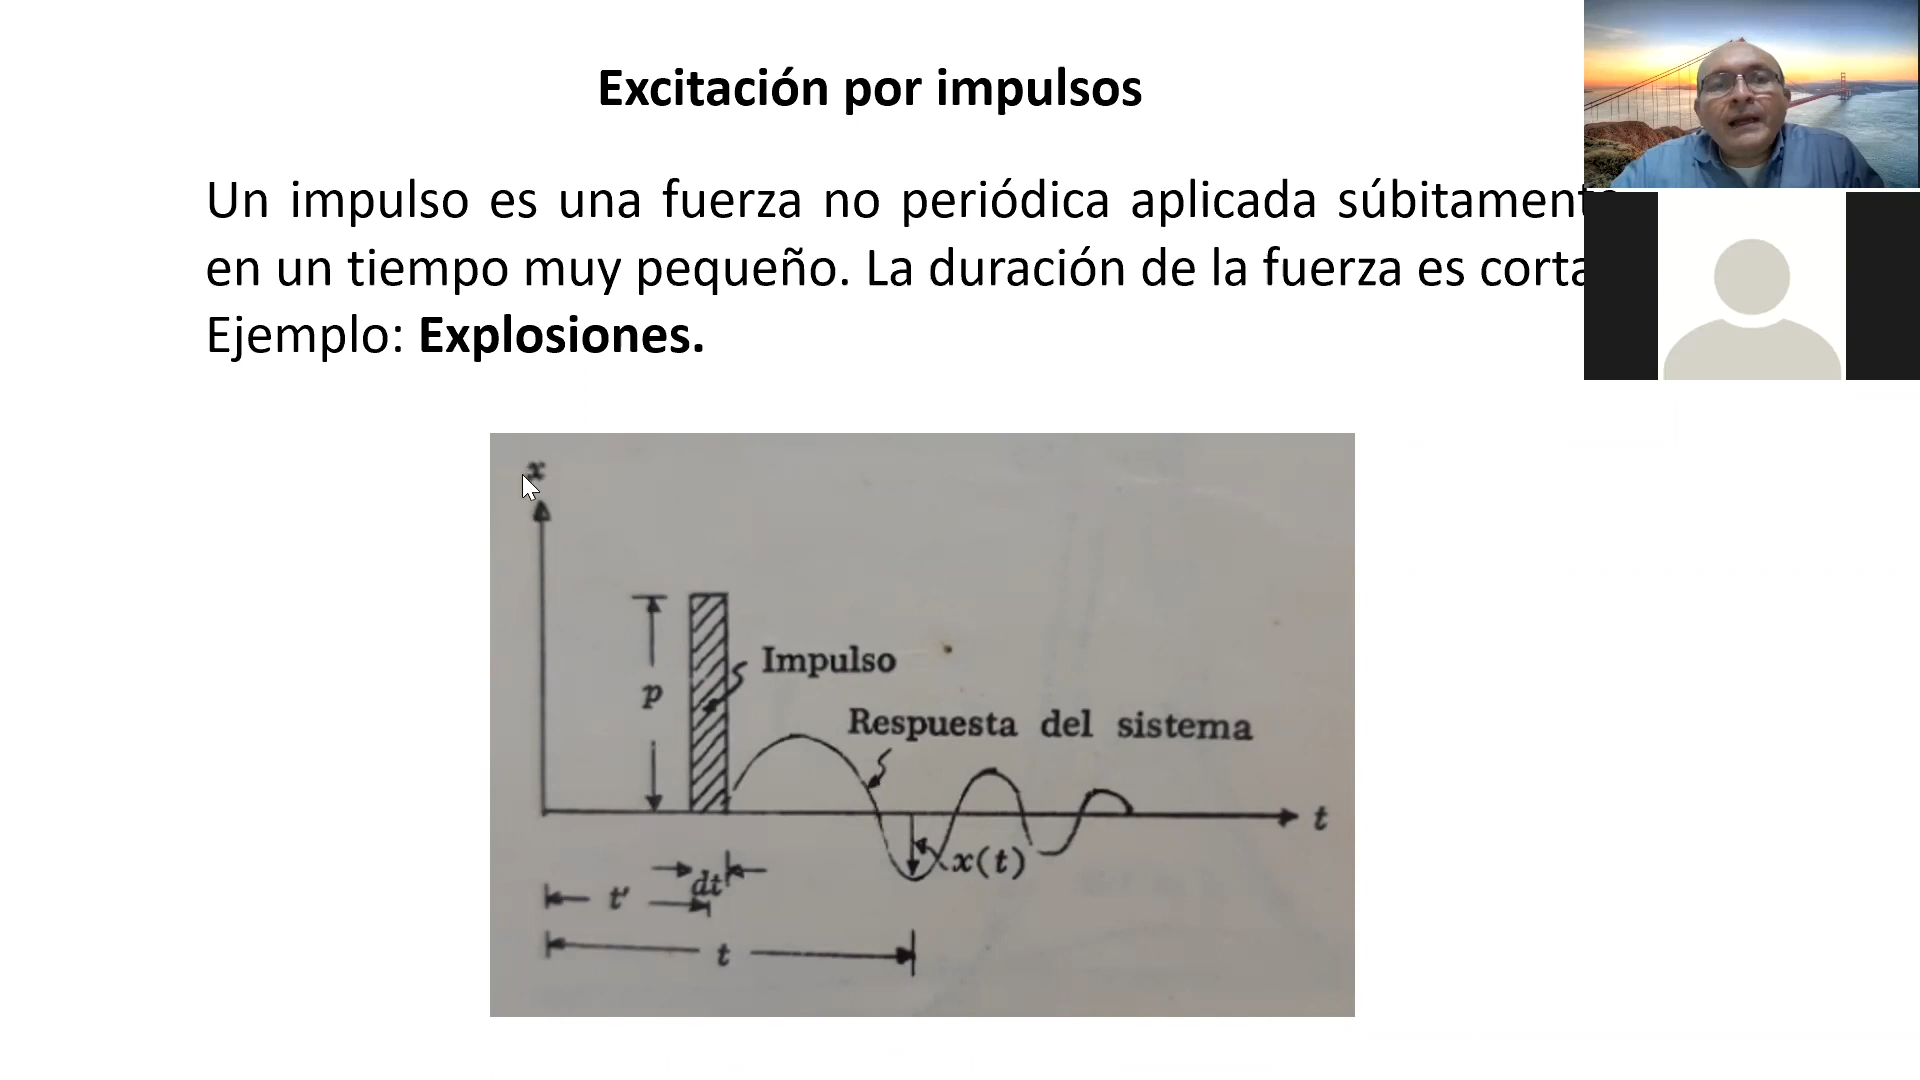 Excitación por impulsos
Un impulso es una fuerza no periódica aplicada súbitament
en un tiempo muy pequeño. La duración de la fuerza es corta
Ejemplo: Explosiones.
x
Impulso
p
Respuesta del sistema
t
x(t)
dt
t'
t